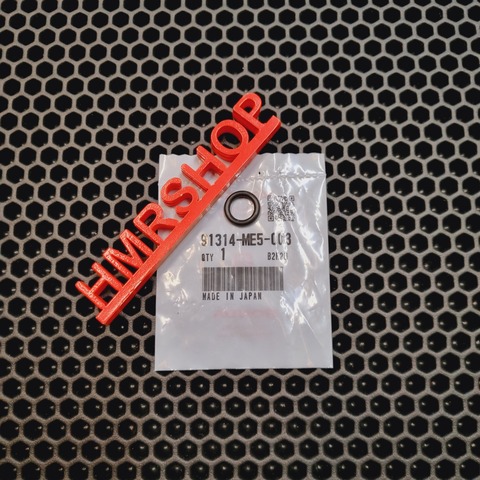 HMRSHOP
91314-ME5-003
QTY 1
MADE IN JAPAN